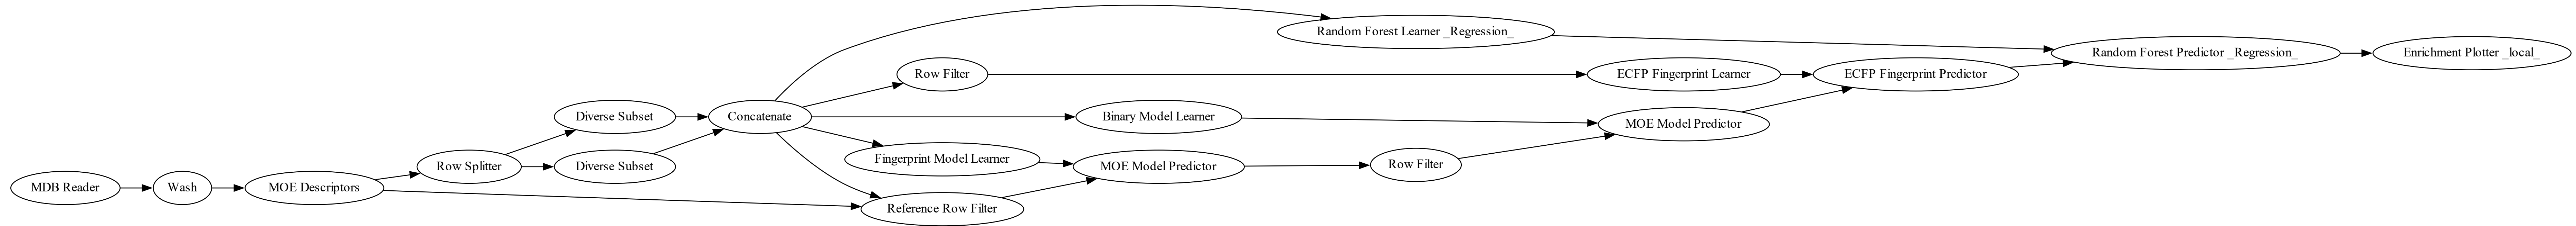 MDB Reader
Wash
MOE Descriptors
Row Splitter
Diverse Subset
Diverse Subset
Concatenate
Row Filter
Fingerprint Model Learner
Reference Row Filter
Binary Model Learner
MOE Model Predictor
Random Forest Learner _Regression_
Row Filter
ECFP Fingerprint Learner
MOE Model Predictor
ECFP Fingerprint Predictor
Random Forest Predictor _Regression_
Enrichment Plotter _local_